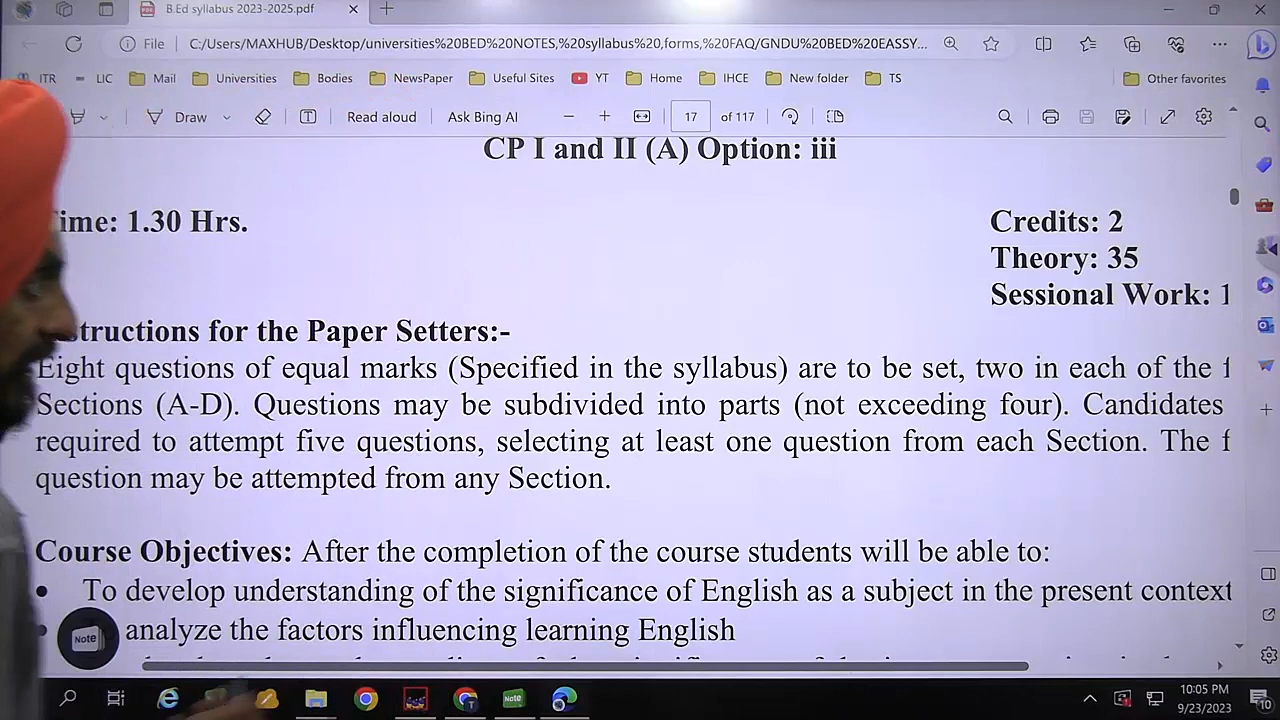 B.Ed syllabus 2023-2025.pdf
File C:/Users/MAXHUB/Desktop/universities%20BED%20NOTES,%20syllabus%20,forms,%20FAQ/GNDU%20BED%20EASSY...
ITR LIC Mail Universities Bodies NewsPaper Useful Sites YT Home IHCE New folder TS Other favorites
Draw Read aloud Ask Bing AI 17 of 117
CP I and II (A) Option: iii
ime: 1.30 Hrs. Credits: 2
Theory: 35
Sessional Work: 1
structions for the Paper Setters:-
Eight questions of equal marks (Specified in the syllabus) are to be set, two in each of the f
Sections (A-D). Questions may be subdivided into parts (not exceeding four). Candidates
required to attempt five questions, selecting at least one question from each Section. The f
question may be attempted from any Section.
Course Objectives: After the completion of the course students will be able to:
• To develop understanding of the significance of English as a subject in the present context
analyze the factors influencing learning English
Note
Note
10:05 PM
9/23/2023
10